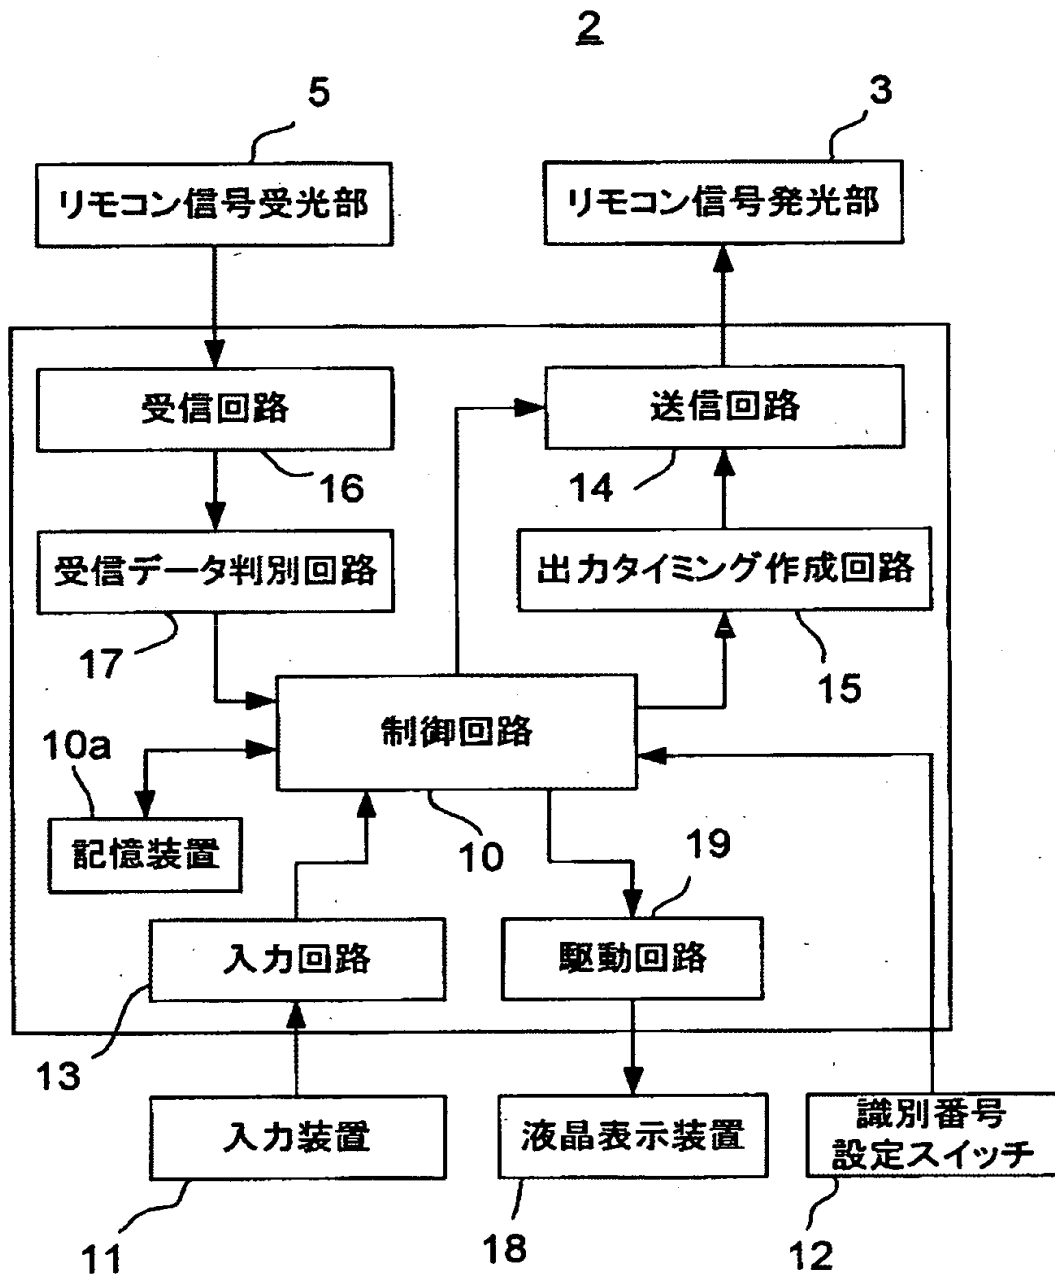 2
5
3
リモコン信号受光部
リモコン信号発光部
受信回路
送信回路
16
14
受信データ判別回路
出力タイミング作成回路
17
15
制御回路
10a
記憶装置
10
19
入力回路
駆動回路
13
入力装置
液晶表示装置
識別番号
設定スイッチ
11
18
12